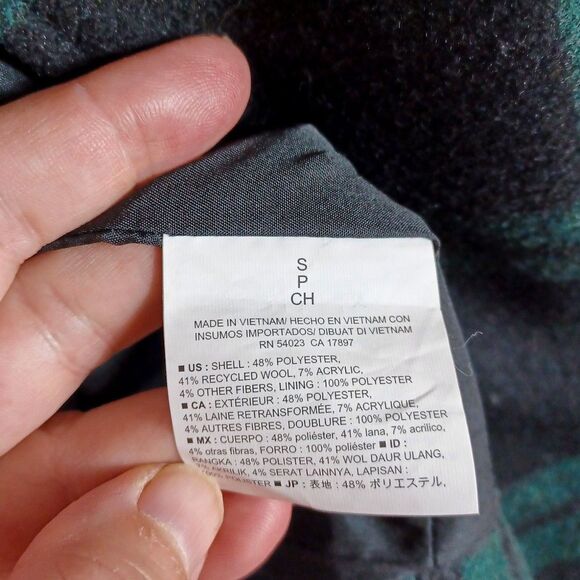 S
P
CH
MADE IN VIETNAM/ HECHO EN VIETNAM CON
INSUMOS IMPORTADOS/ DIBUAT DI VIETNAM
RN 54023 CA 17897
■ US : SHELL : 48% POLYESTER,
41% RECYCLED WOOL, 7% ACRYLIC,
4% OTHER FIBERS, LINING : 100% POLYESTER
■ CA : EXTÉRIEUR : 48% POLYESTER,
41% LAINE RETRANSFORMÉE, 7% ACRYLIQUE,
4% AUTRES FIBRES, DOUBLURE : 100% POLYESTER
■ MX : CUERPO : 48% poliéster, 41% lana, 7% acrílico,
4% otras fibras, FORRO : 100% poliéster ■ ID :
RANGKA : 48% POLISTER, 41% WOL DAUR ULANG,
AKRILIK, 4% SERAT LAINNYA, LAPISAN :
POLISTER ■ JP : 表地 : 48% ポリエステル,